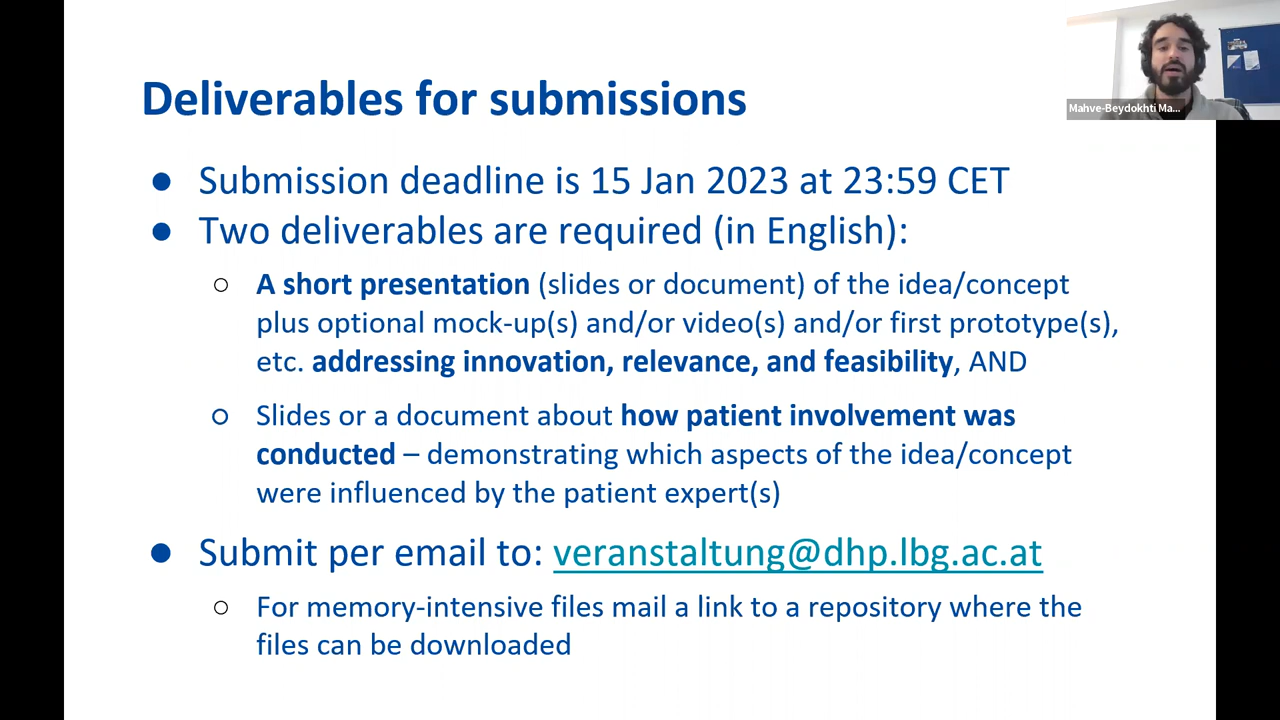 Deliverables for submissions
Mahve-Beydokhti Ma...
● Submission deadline is 15 Jan 2023 at 23:59 CET
● Two deliverables are required (in English):
○ A short presentation (slides or document) of the idea/concept
plus optional mock-up(s) and/or video(s) and/or first prototype(s),
etc. addressing innovation, relevance, and feasibility, AND
○ Slides or a document about how patient involvement was
conducted – demonstrating which aspects of the idea/concept
were influenced by the patient expert(s)
● Submit per email to: veranstaltung@dhp.lbg.ac.at
○ For memory-intensive files mail a link to a repository where the
files can be downloaded